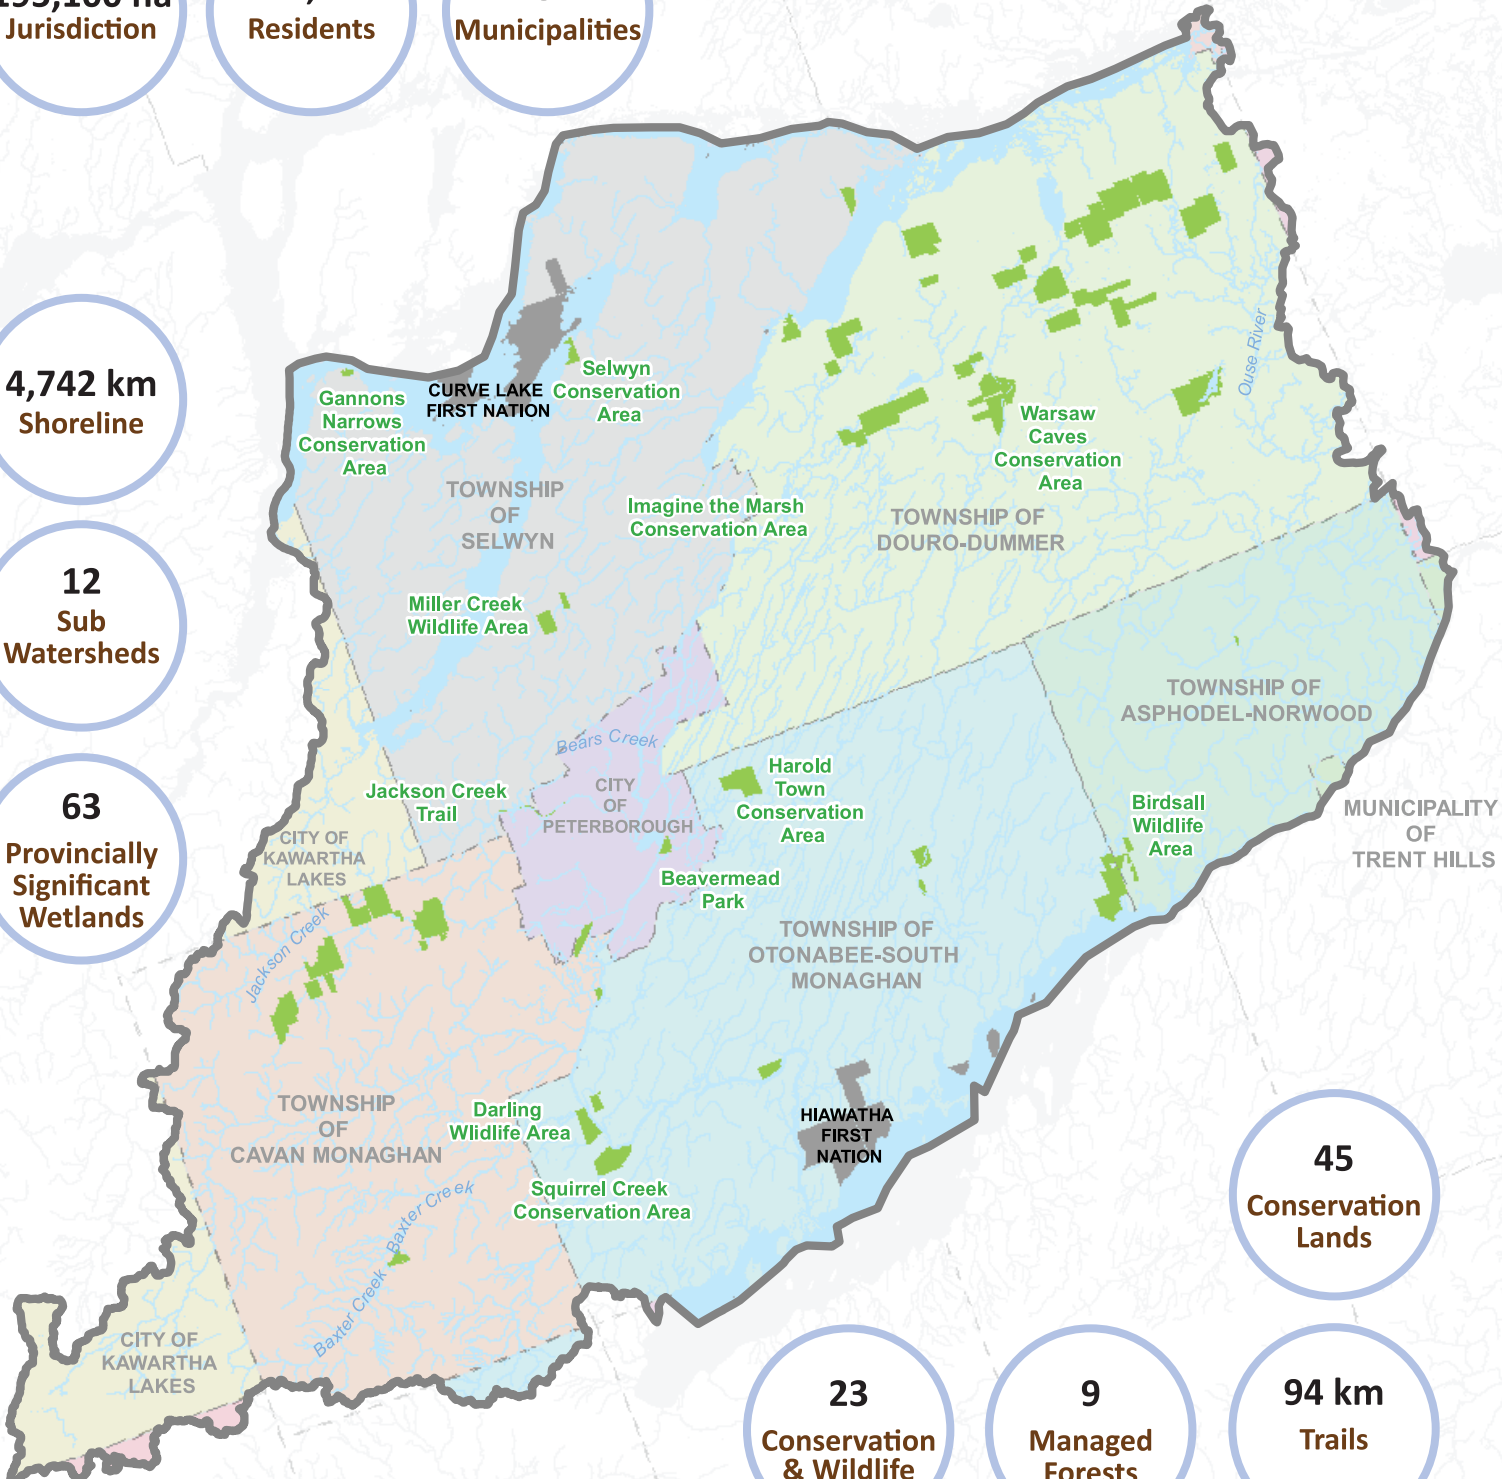 Jurisdiction
Residents
Municipalities
4,742 km
Shoreline
12
Sub
Watersheds
63
Provincially
Significant
Wetlands
Gannons
Narrows
Conservation
Area
CURVE LAKE
FIRST NATION
Selwyn
Conservation
Area
TOWNSHIP
OF
SELWYN
Imagine the Marsh
Conservation Area
Warsaw
Caves
Conservation
Area
Ouse River
TOWNSHIP OF
DOURO-DUMMER
Miller Creek
Wildlife Area
TOWNSHIP OF
ASPHODEL-NORWOOD
Bears Creek
Jackson Creek
Trail
CITY
OF
PETERBOROUGH
Harold
Town
Conservation
Area
Birdsall
Wildlife
Area
MUNICIPALITY
OF
TRENT HILLS
CITY OF
KAWARTHA
LAKES
Beavermead
Park
Jackson Creek
TOWNSHIP OF
OTONABEE-SOUTH
MONAGHAN
TOWNSHIP
OF
CAVAN MONAGHAN
Darling
WIidlife Area
HIAWATHA
FIRST
NATION
Squirrel Creek
Conservation Area
Baxter Creek
Baxter Creek
CITY OF
KAWARTHA
LAKES
45
Conservation
Lands
23
Conservation
& Wildlife
9
Managed
Forests
94 km
Trails